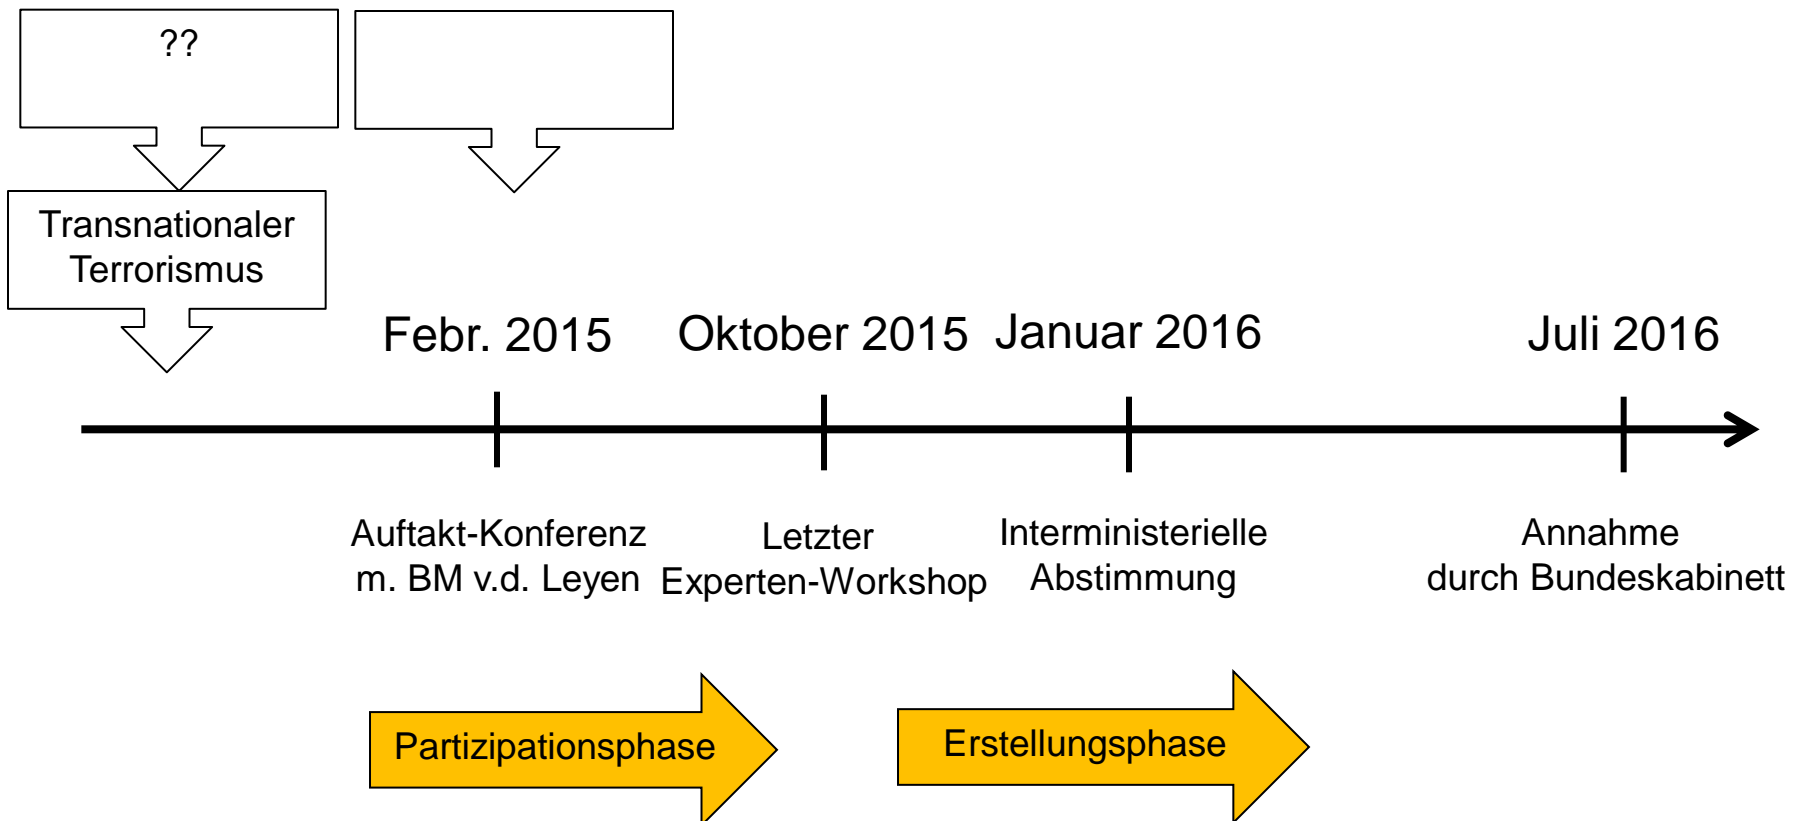 ??
Transnationaler
Terrorismus
Febr. 2015
Oktober 2015
Januar 2016
Juli 2016
Auftakt-Konferenz
m. BM v.d. Leyen
Letzter
Experten-Workshop
Interministerielle
Abstimmung
Annahme
durch Bundeskabinett
Partizipationsphase
Erstellungsphase